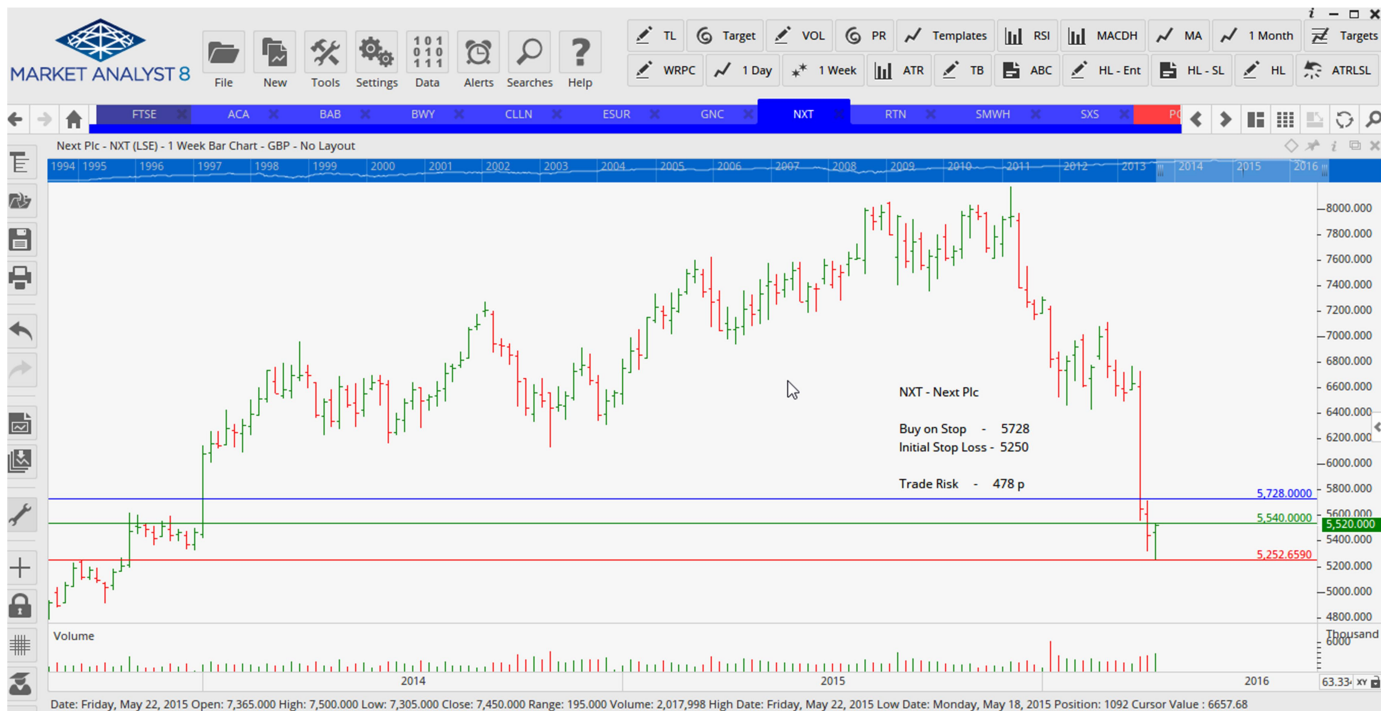 i
MARKET ANALYST 8
File New Tools Settings Data Alerts Searches Help
TL Target VOL PR Templates RSI MACDH MA 1 Month Targets
WRPC 1 Day 1 Week ATR TB ABC HL - Ent HL - SL HL ATRLSL
FTSE ACA BAB BWY CLLN ESUR GNC NXT RTN SMWH SXS
Next Plc - NXT (LSE) - 1 Week Bar Chart - GBP - No Layout
1994 1995 1996 1997 1998 1999 2000 2001 2002 2003 2004 2005 2006 2007 2008 2009 2010 2011 2012 2013 2014 2015 2016
8000.000
7800.000
7600.000
7400.000
7200.000
7000.000
6800.000
6600.000
NXT - Next Plc
6400.000
Buy on Stop - 5728
6200.000
Initial Stop Loss - 5250
6000.000
Trade Risk - 478 p
5800.000
5,728.0000
5600.000
5,540.0000
5,520.000
5400.000
5,252.6590
5200.000
5000.000
4800.000
Volume
Thousand
6000
2014 2015 2016 63.33 XY
Date: Friday, May 22, 2015 Open: 7,365.000 High: 7,500.000 Low: 7,305.000 Close: 7,450.000 Range: 195.000 Volume: 2,017,998 High Date: Friday, May 22, 2015 Low Date: Monday, May 18, 2015 Position: 1092 Cursor Value : 6657.68